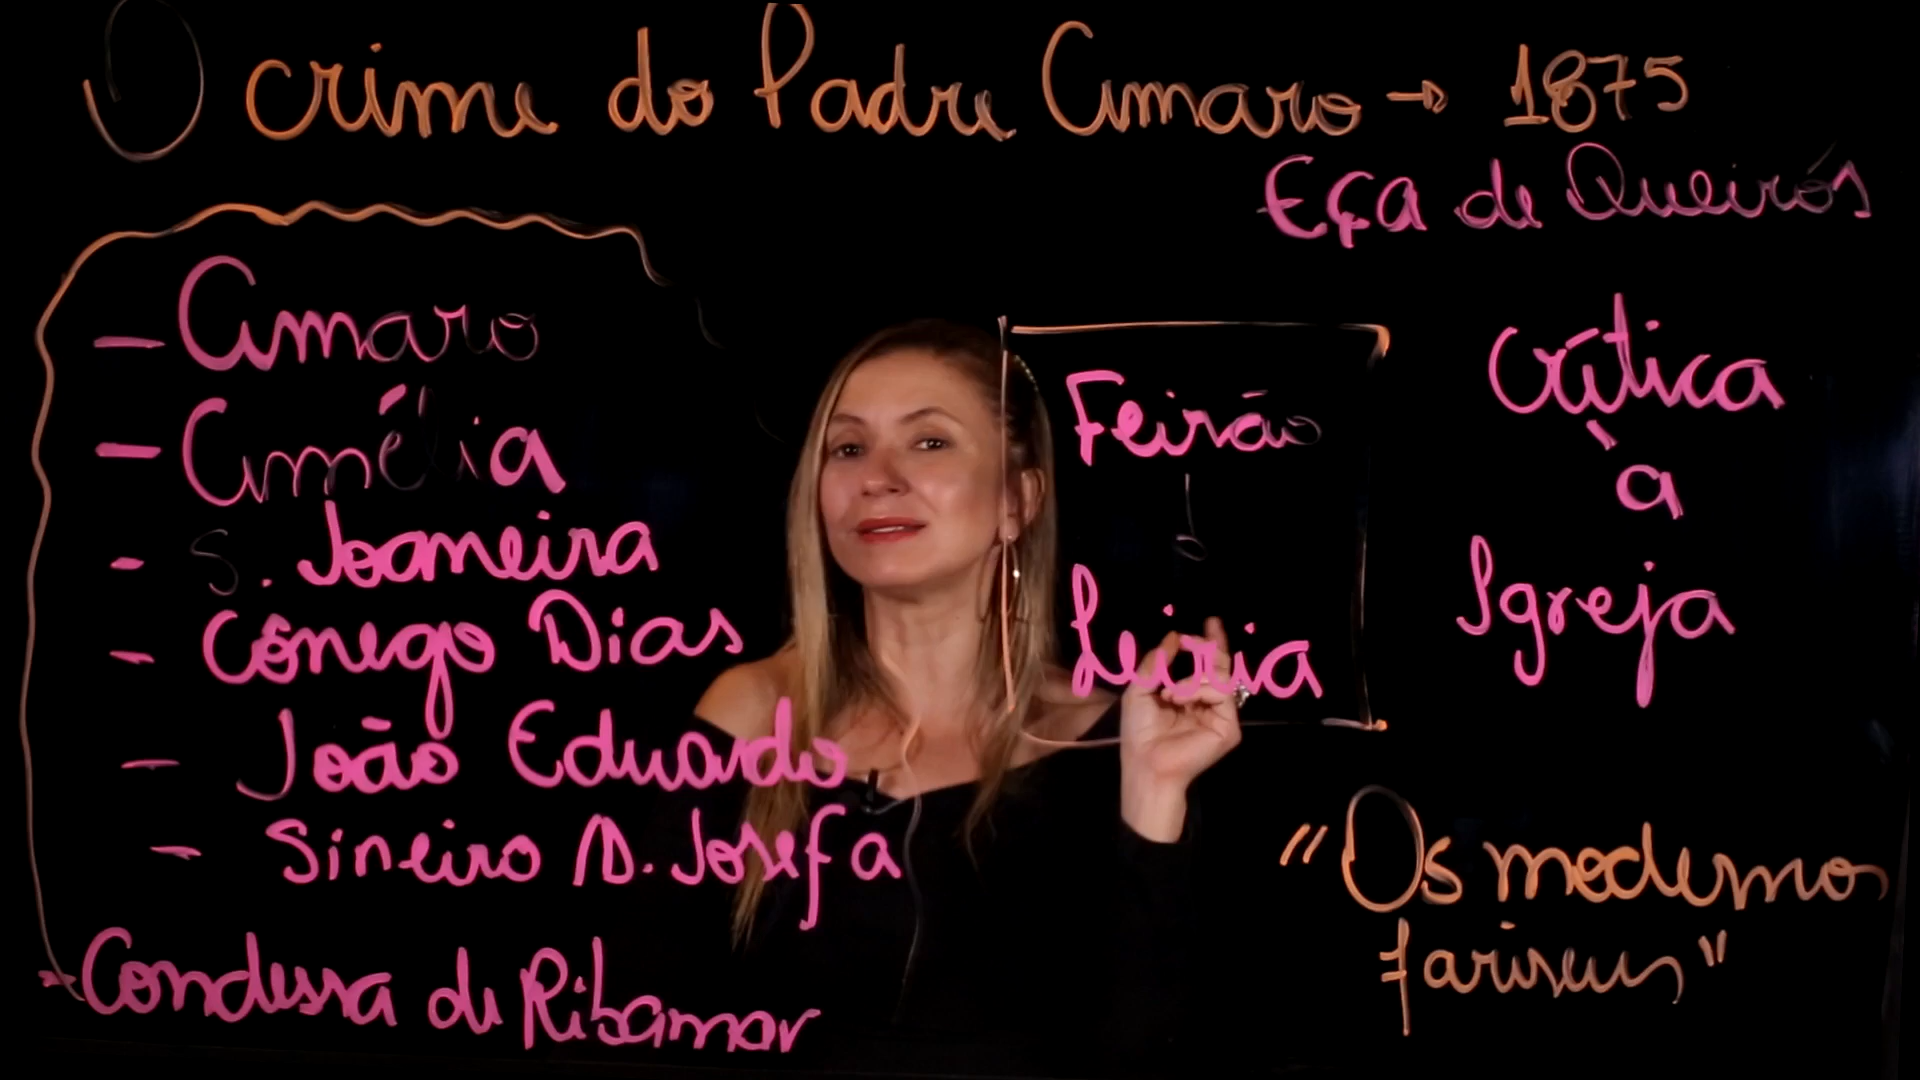 O crime do Padre Amaro → 1875
Eça de Queirós
- Amaro
- Amélia
- S. Joaneira
- Cônego Dias
- João Eduardo
- Sineiro D. Josefa
- Condessa de Ribamar
Feirão
Leiria
Crítica
à
Igreja
"Os modernos
fariseus"